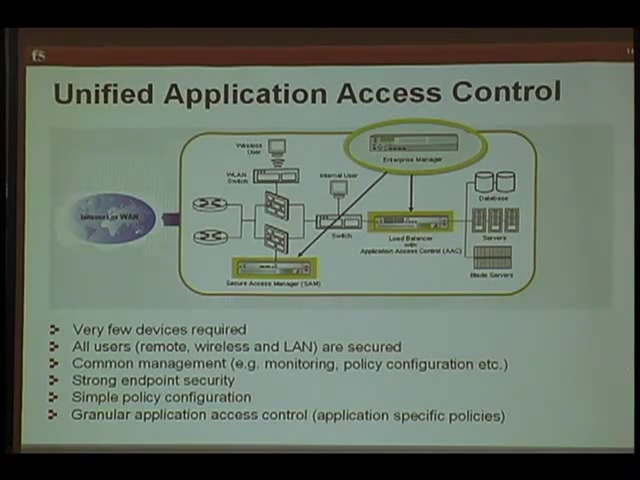 f5
Unified Application Access Control
Wireless
User
WLAN
Switch
Internal User
Enterprise Manager
Internet or WAN
Switch
Load Balancer
with
Application Access Control (AAC)
Database
Servers
Blade Servers
Secure Access Manager (SAM)
Very few devices required
All users (remote, wireless and LAN) are secured
Common management (e.g. monitoring, policy configuration etc.)
Strong endpoint security
Simple policy configuration
Granular application access control (application specific policies)